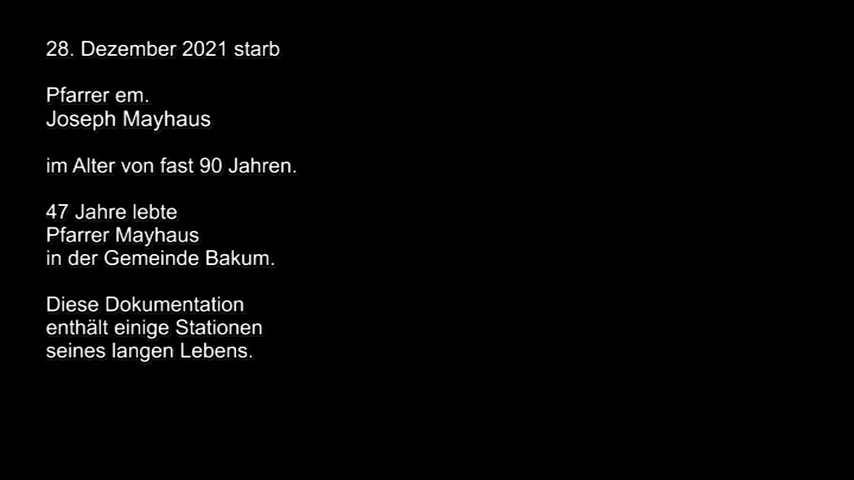 28. Dezember 2021 starb
Pfarrer em.
Joseph Mayhaus
im Alter von fast 90 Jahren.
47 Jahre lebte
Pfarrer Mayhaus
in der Gemeinde Bakum.
Diese Dokumentation
enthält einige Stationen
seines langen Lebens.